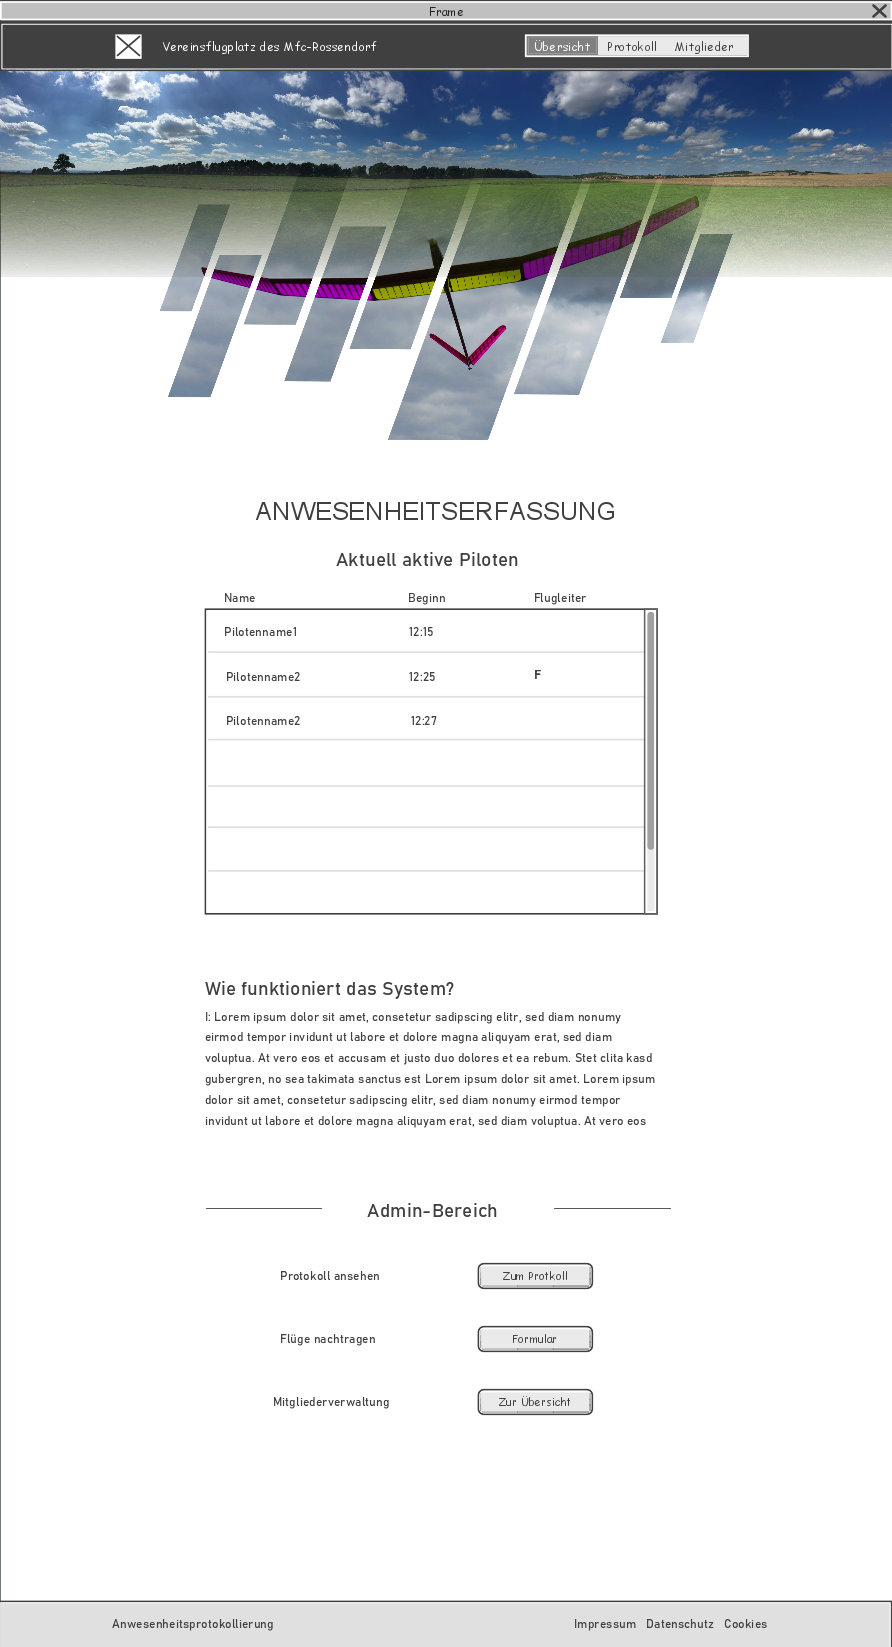 Frame
Vereinsflugplatz des Mfc-Rossendorf
Übersicht Protokoll Mitglieder
ANWESENHEITSERFASSUNG
Aktuell aktive Piloten
Name Beginn Flugleiter
Pilotenname1 12:15
Pilotenname2 12:25 F
Pilotenname2 12:27
Wie funktioniert das System?
I: Lorem ipsum dolor sit amet, consetetur sadipscing elitr, sed diam nonumy
eirmod tempor invidunt ut labore et dolore magna aliquyam erat, sed diam
voluptua. At vero eos et accusam et justo duo dolores et ea rebum. Stet clita kasd
gubergren, no sea takimata sanctus est Lorem ipsum dolor sit amet. Lorem ipsum
dolor sit amet, consetetur sadipscing elitr, sed diam nonumy eirmod tempor
invidunt ut labore et dolore magna aliquyam erat, sed diam voluptua. At vero eos
Admin-Bereich
Protokoll ansehen Zum Protkoll
Flüge nachtragen Formular
Mitgliederverwaltung Zur Übersicht
Anwesenheitsprotokollierung Impressum Datenschutz Cookies